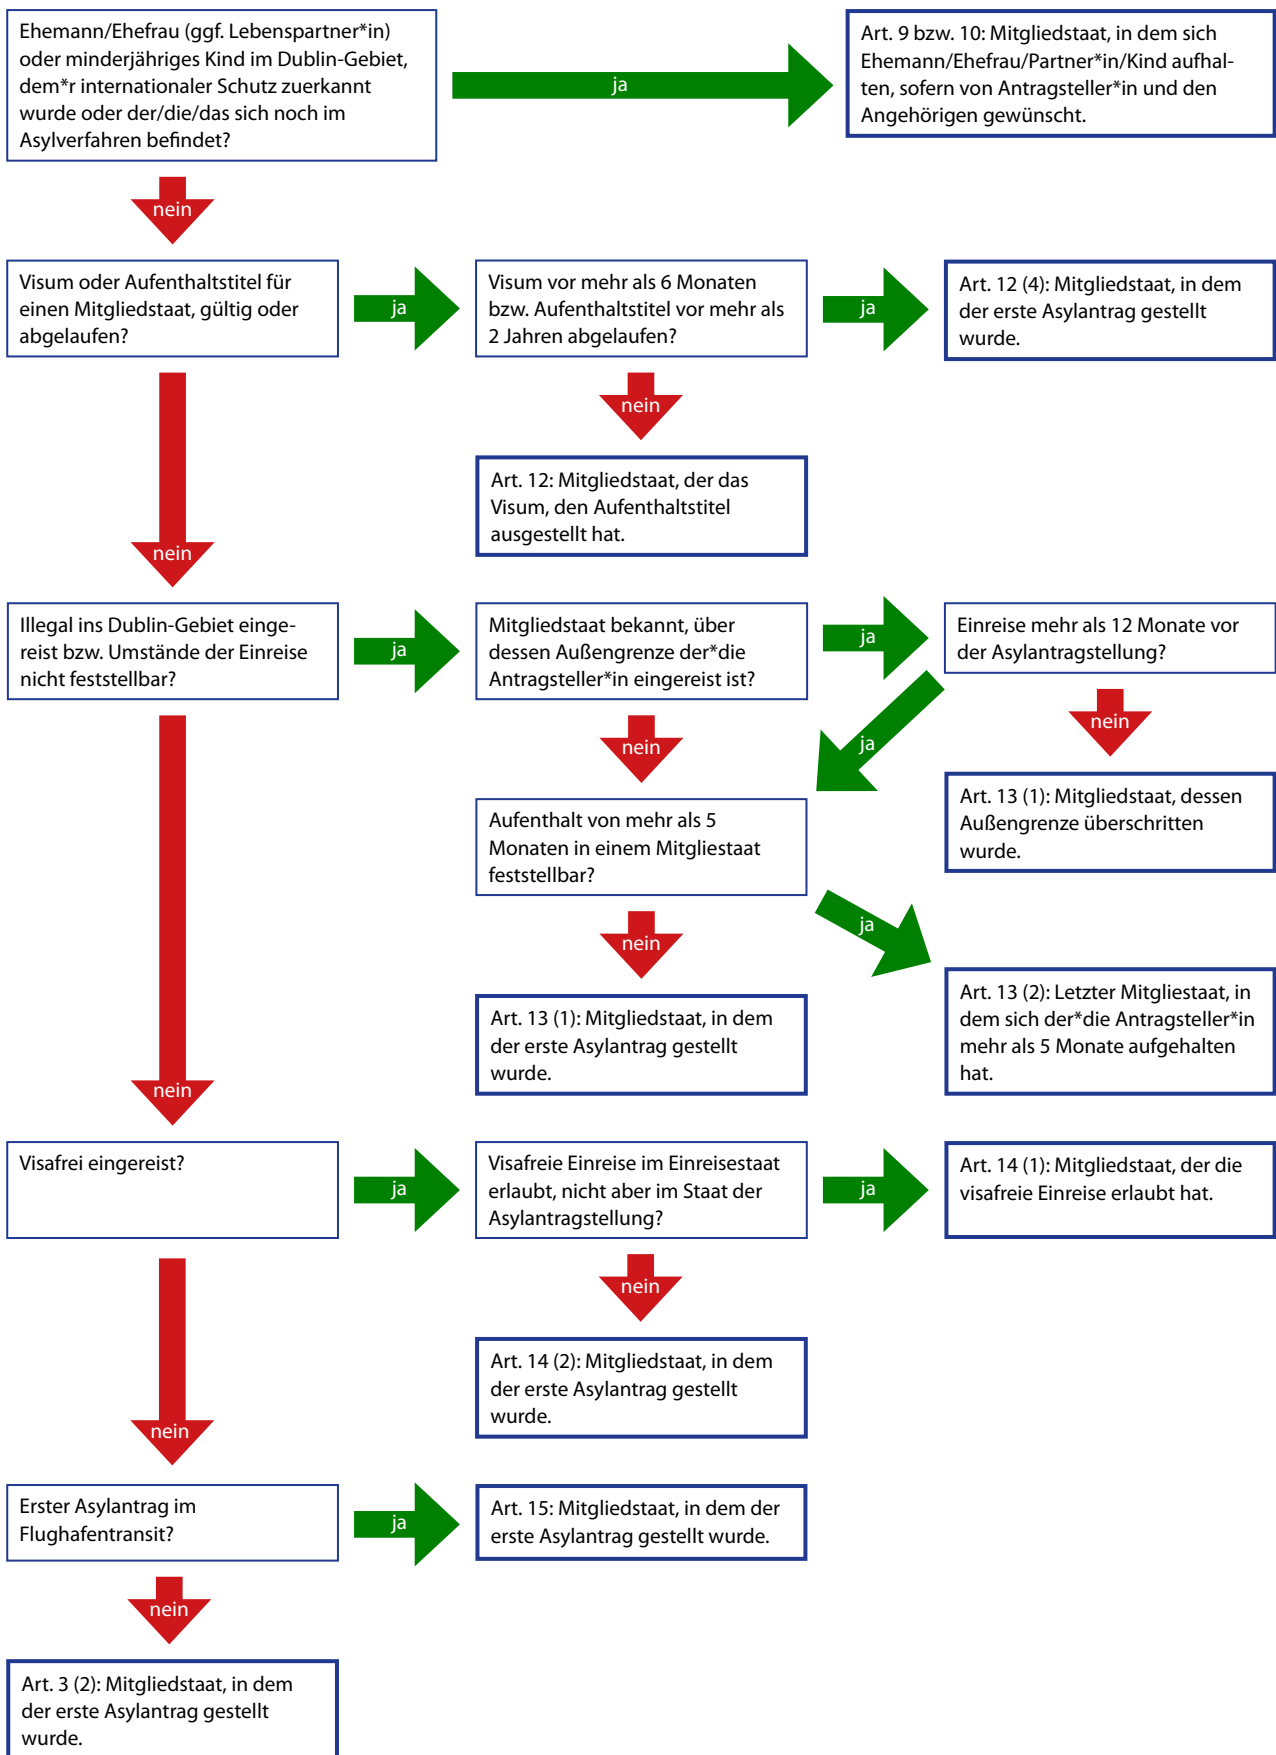 Ehemann/Ehefrau (ggf. Lebenspartner*in)
oder minderjähriges Kind im Dublin-Gebiet,
dem*r internationaler Schutz zuerkannt
wurde oder der/die/das sich noch im
Asylverfahren befindet?
ja
Art. 9 bzw. 10: Mitgliedstaat, in dem sich
Ehemann/Ehefrau/Partner*in/Kind aufhal-
ten, sofern von Antragsteller*in und den
Angehörigen gewünscht.
nein
Visum oder Aufenthaltstitel für
einen Mitgliedstaat, gültig oder
abgelaufen?
ja
Visum vor mehr als 6 Monaten
bzw. Aufenthaltstitel vor mehr als
2 Jahren abgelaufen?
ja
Art. 12 (4): Mitgliedstaat, in dem
der erste Asylantrag gestellt
wurde.
nein
Art. 12: Mitgliedstaat, der das
Visum, den Aufenthaltstitel
ausgestellt hat.
nein
Illegal ins Dublin-Gebiet einge-
reist bzw. Umstände der Einreise
nicht feststellbar?
ja
Mitgliedstaat bekannt, über
dessen Außengrenze der*die
Antragsteller*in eingereist ist?
ja
Einreise mehr als 12 Monate vor
der Asylantragstellung?
nein
ja
nein
Art. 13 (1): Mitgliedstaat, dessen
Außengrenze überschritten
wurde.
Aufenthalt von mehr als 5
Monaten in einem Mitgliestaat
feststellbar?
ja
nein
Art. 13 (2): Letzter Mitgliestaat, in
dem sich der*die Antragsteller*in
mehr als 5 Monate aufgehalten
hat.
Art. 13 (1): Mitgliedstaat, in dem
der erste Asylantrag gestellt
wurde.
nein
Visafrei eingereist?
ja
Visafreie Einreise im Einreisestaat
erlaubt, nicht aber im Staat der
Asylantragstellung?
ja
Art. 14 (1): Mitgliedstaat, der die
visafreie Einreise erlaubt hat.
nein
Art. 14 (2): Mitgliedstaat, in dem
der erste Asylantrag gestellt
wurde.
nein
Erster Asylantrag im
Flughafentransit?
ja
Art. 15: Mitgliedstaat, in dem der
erste Asylantrag gestellt wurde.
nein
Art. 3 (2): Mitgliedstaat, in dem
der erste Asylantrag gestellt
wurde.